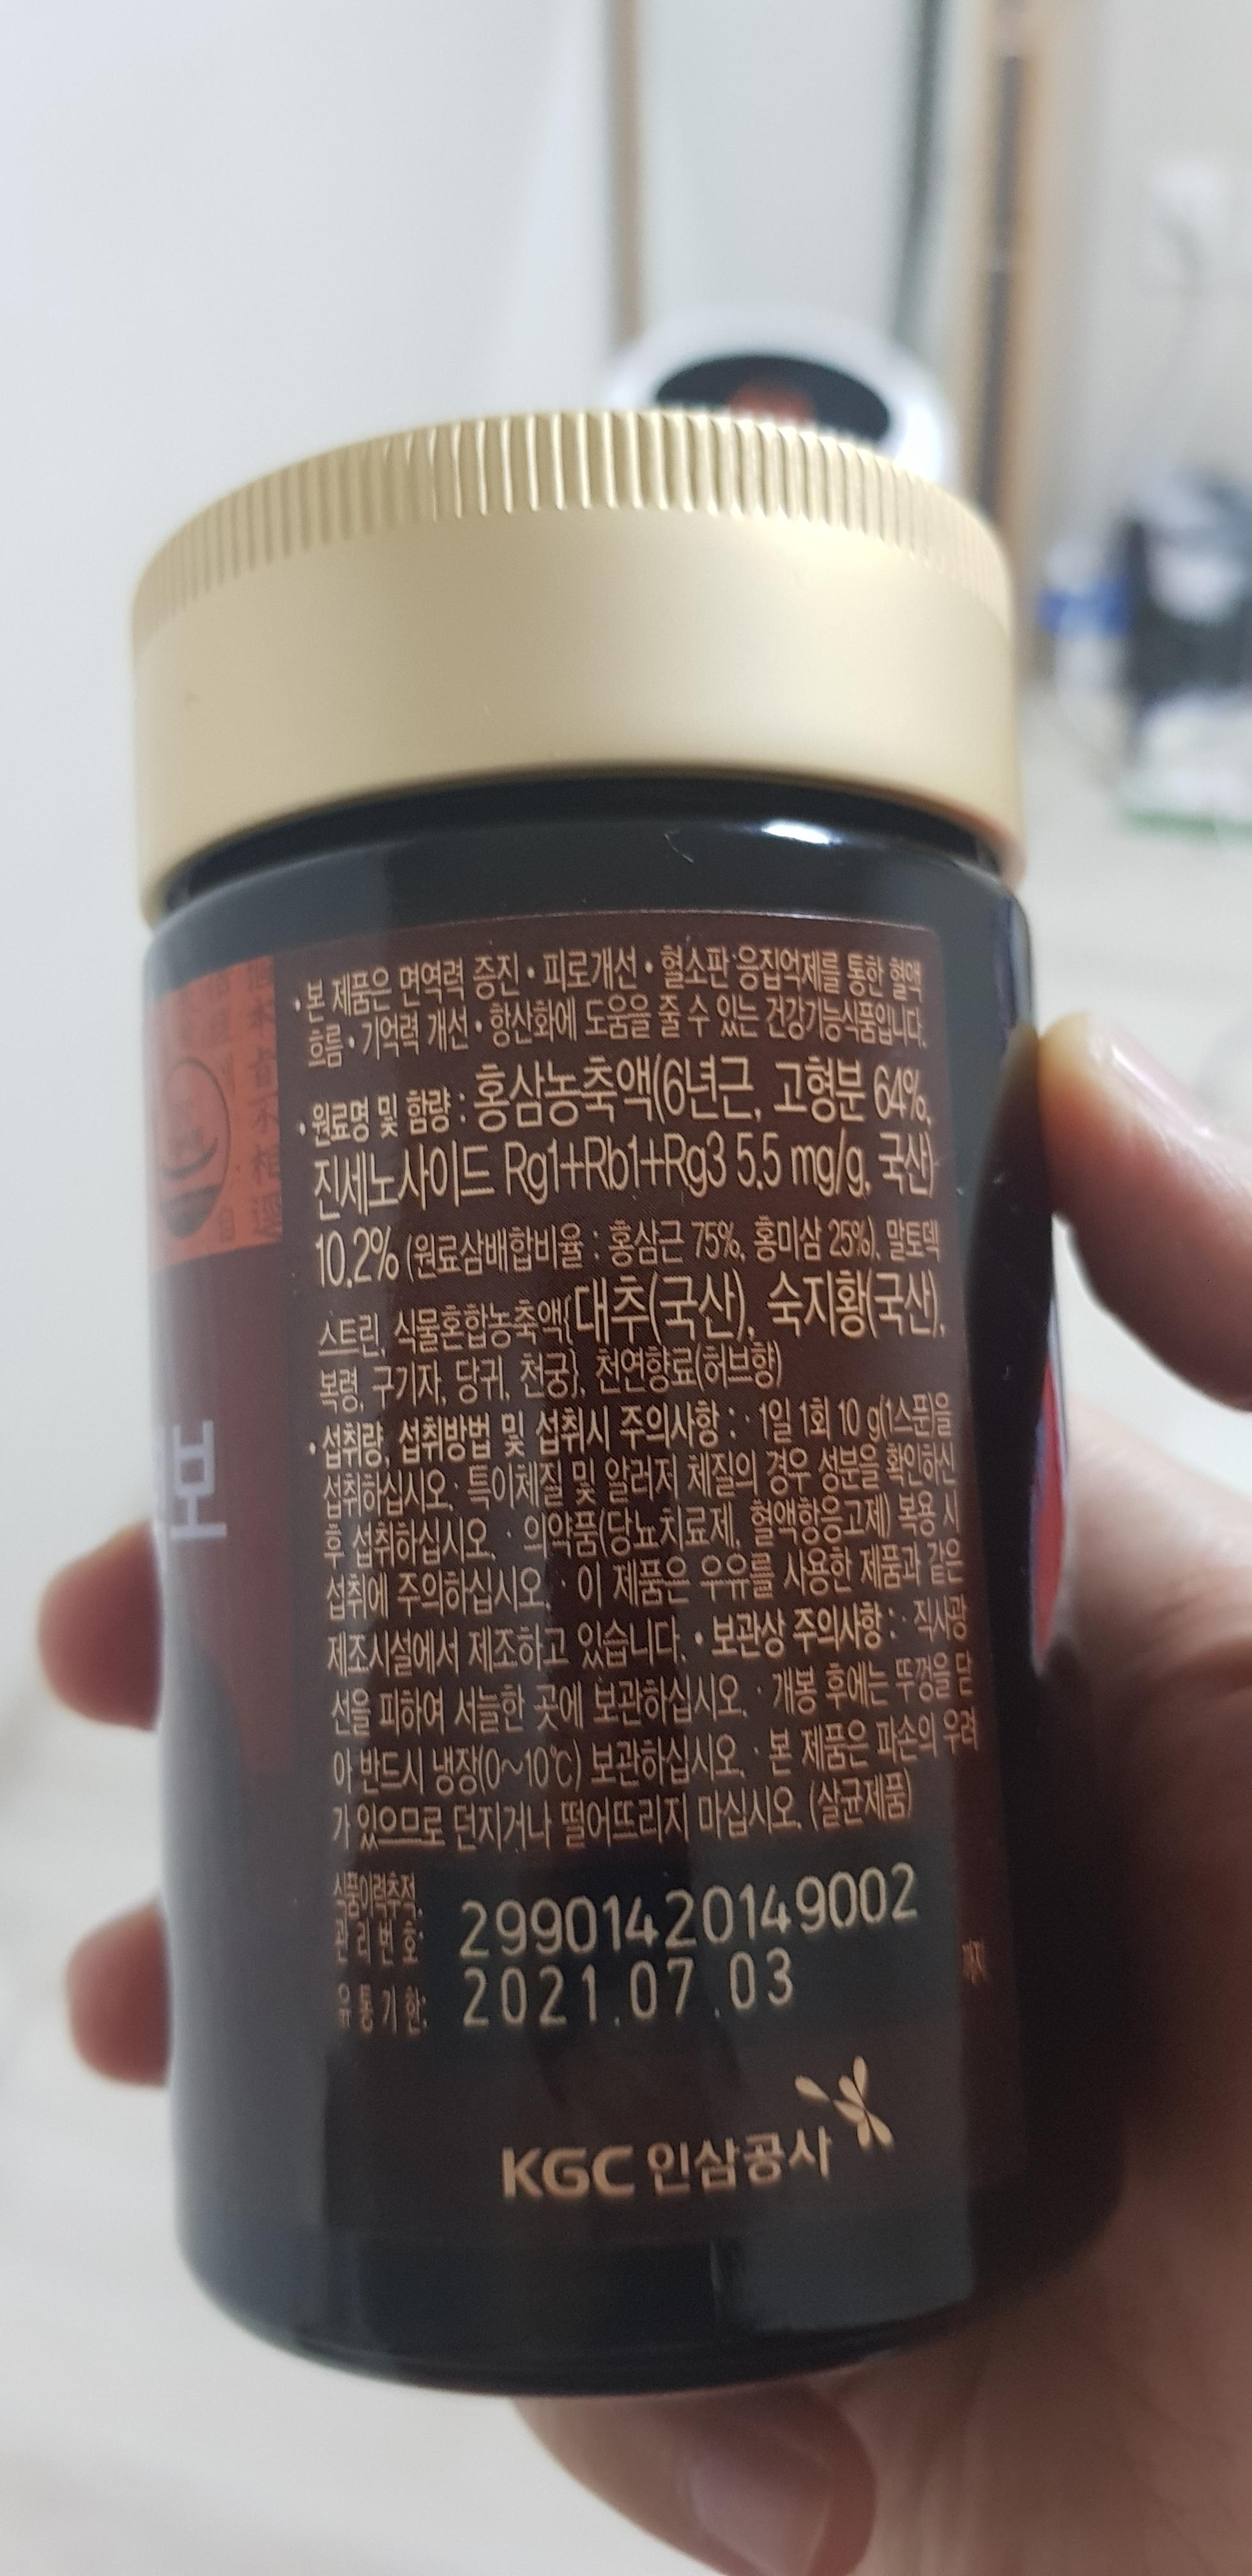 ·본 제품은 면역력 증진·피로개선·혈소판 응집억제를 통한 혈액
흐름·기억력 개선·항산화에 도움을 줄 수 있는 건강기능식품입니다.
·원료명 및 함량 : 홍삼농축액(6년근, 고형분 64%,
진세노사이드 Rg1+Rb1+Rg3 5.5 mg/g, 국산)
10.2% (원료삼배합비율 : 홍삼근 75%, 홍미삼 25%), 말토덱
스트린, 식물혼합농축액{대추(국산), 숙지황(국산),
복령, 구기자, 당귀, 천궁}, 천연향료(허브향)
·섭취량, 섭취방법 및 섭취시 주의사항 : · 1일 1회 10 g(1스푼)을
섭취하십시오. · 특이체질 및 알러지 체질의 경우 성분을 확인하신
후 섭취하십시오. · 의약품(당뇨치료제, 혈액항응고제) 복용 시
섭취에 주의하십시오. · 이 제품은 우유를 사용한 제품과 같은
제조시설에서 제조하고 있습니다. ·보관상 주의사항 : · 직사광
선을 피하여 서늘한 곳에 보관하십시오. · 개봉 후에는 뚜껑을 닫
아 반드시 냉장(0~10℃) 보관하십시오. · 본 제품은 파손의 우려
가 있으므로 던지거나 떨어뜨리지 마십시오. (살균제품)
식품이력추적
관리번호: 29901420149002
유통기한: 2021.07.03 까지
KGC 인삼공사
보